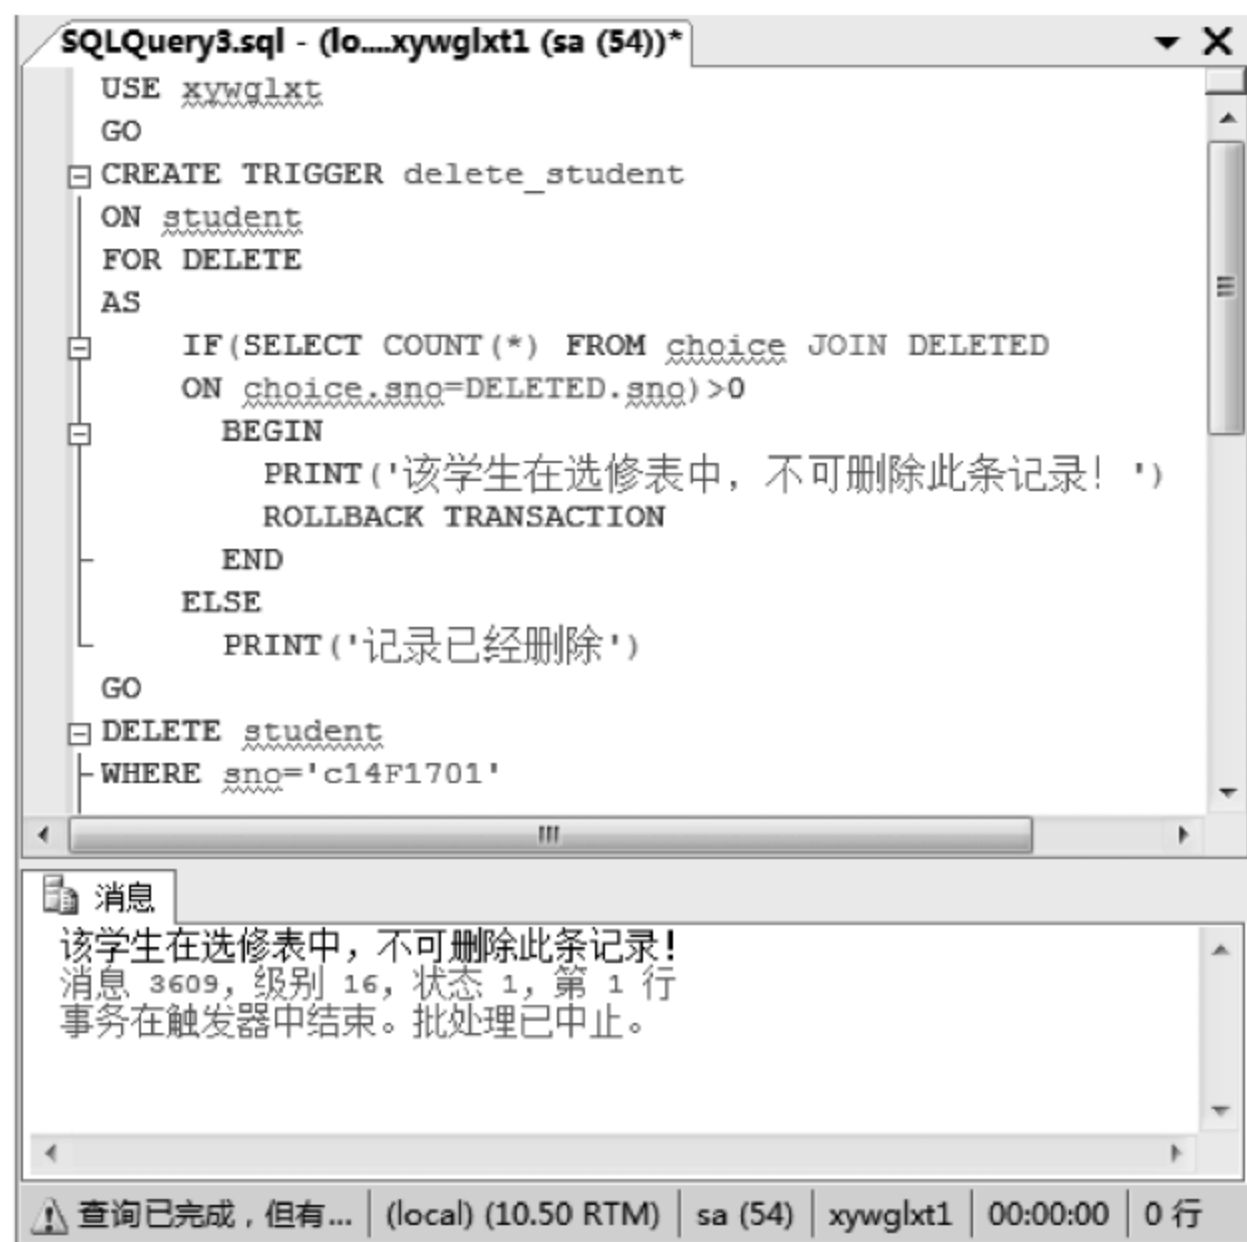 SQLQuery3.sql - (lo....xywglxt1 (sa (54))*
USE xywglxt
GO
CREATE TRIGGER delete_student
ON student
FOR DELETE
AS
IF(SELECT COUNT(*) FROM choice JOIN DELETED
ON choice.sno=DELETED.sno)>0
BEGIN
PRINT('该学生在选修表中，不可删除此条记录！')
ROLLBACK TRANSACTION
END
ELSE
PRINT('记录已经删除')
GO
DELETE student
WHERE sno='c14F1701'
消息
该学生在选修表中，不可删除此条记录！
消息 3609，级别 16，状态 1，第 1 行
事务在触发器中结束。批处理已中止。
查询已完成，但有... (local) (10.50 RTM) sa (54) xywglxt1 00:00:00 0 行